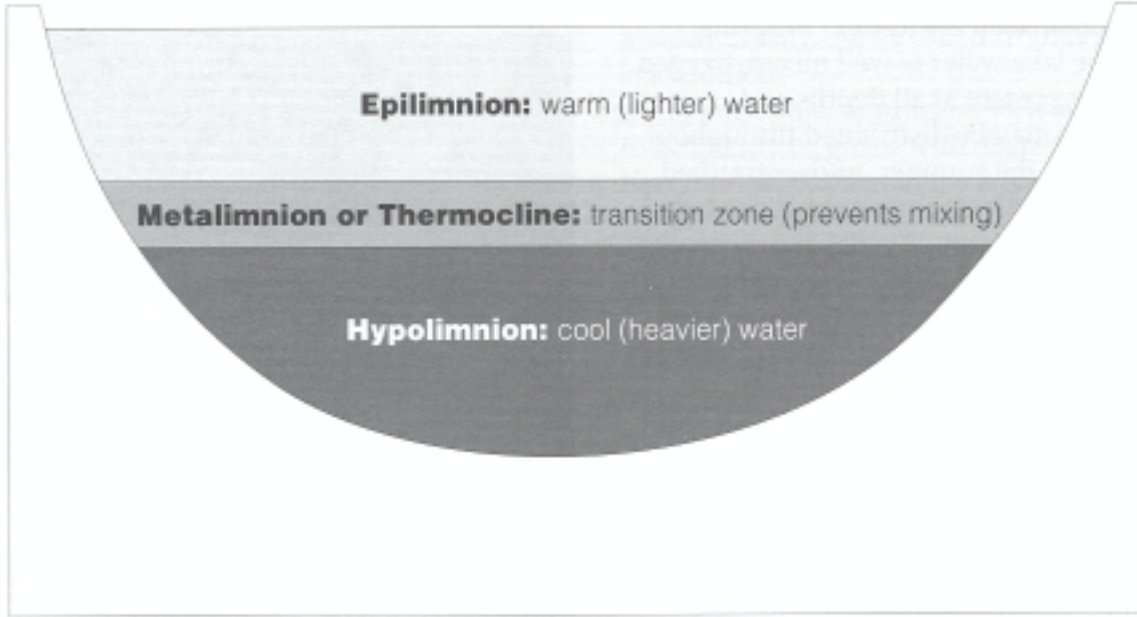 Epilimnion: warm (lighter) water
Metalimnion or Thermocline: transition zone (prevents mixing)
Hypolimnion: cool (heavier) water